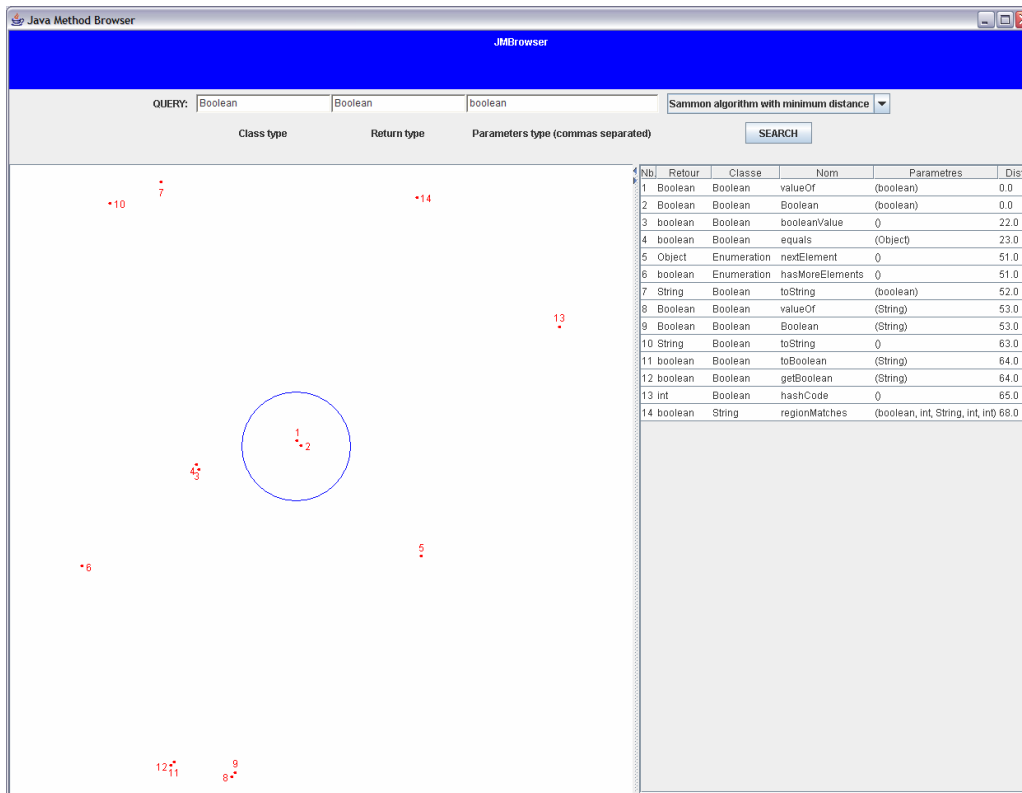 Java Method Browser
JMBrowser
QUERY: Boolean Boolean boolean Sammon algorithm with minimum distance
Class type Return type Parameters type (commas separated) SEARCH
Nb. Retour Classe Nom Parametres Dis
1 Boolean Boolean valueOf (boolean) 0.0
2 Boolean Boolean Boolean (boolean) 0.0
3 boolean Boolean booleanValue () 22.0
4 boolean Boolean equals (Object) 23.0
5 Object Enumeration nextElement () 51.0
6 boolean Enumeration hasMoreElements () 51.0
7 String Boolean toString (boolean) 52.0
8 Boolean Boolean valueOf (String) 53.0
9 Boolean Boolean Boolean (String) 53.0
10 String Boolean toString () 63.0
11 boolean Boolean toBoolean (String) 64.0
12 boolean Boolean getBoolean (String) 64.0
13 int Boolean hashCode () 65.0
14 boolean String regionMatches (boolean, int, String, int, int) 68.0
7
10
14
13
1
2
4
3
5
6
9
12
11
8